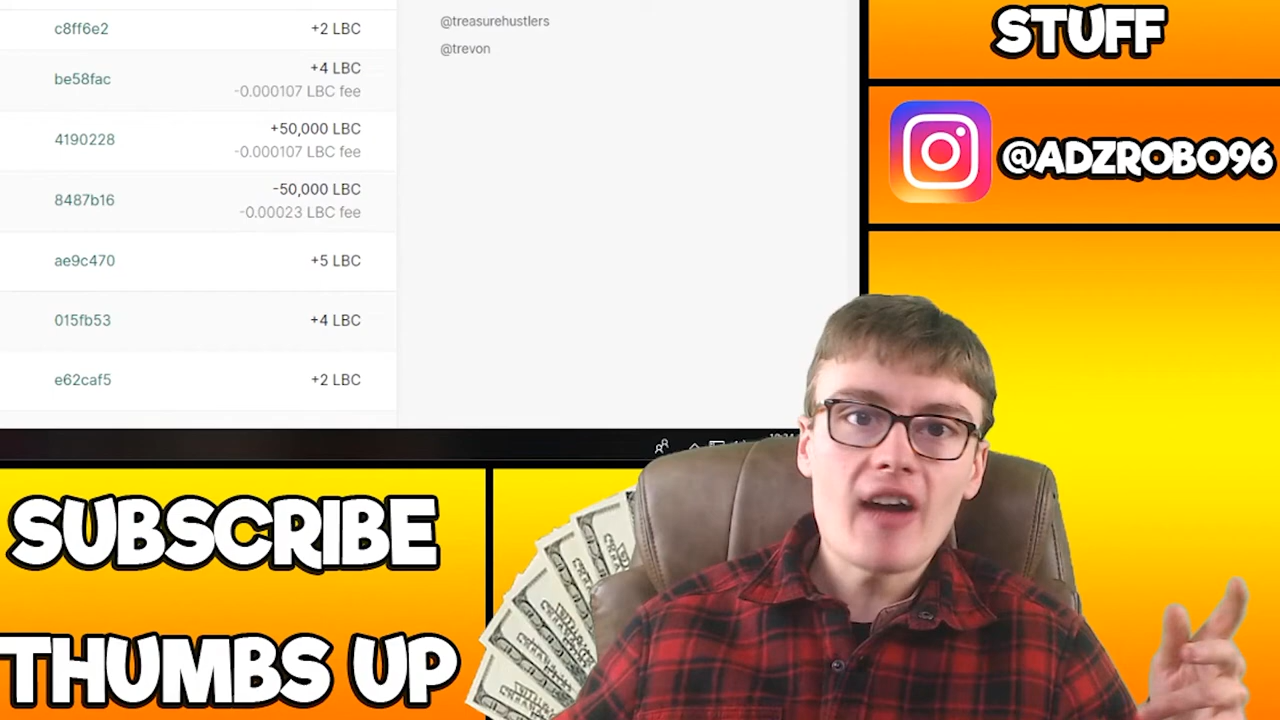 c8ff6e2 +2 LBC
be58fac +4 LBC
-0.000107 LBC fee
4190228 +50,000 LBC
-0.000107 LBC fee
8487b16 -50,000 LBC
-0.00023 LBC fee
ae9c470 +5 LBC
015fb53 +4 LBC
e62caf5 +2 LBC
@treasurehustlers
@trevon
STUFF
@ADZROBO96
SUBSCRIBE
THUMBS UP